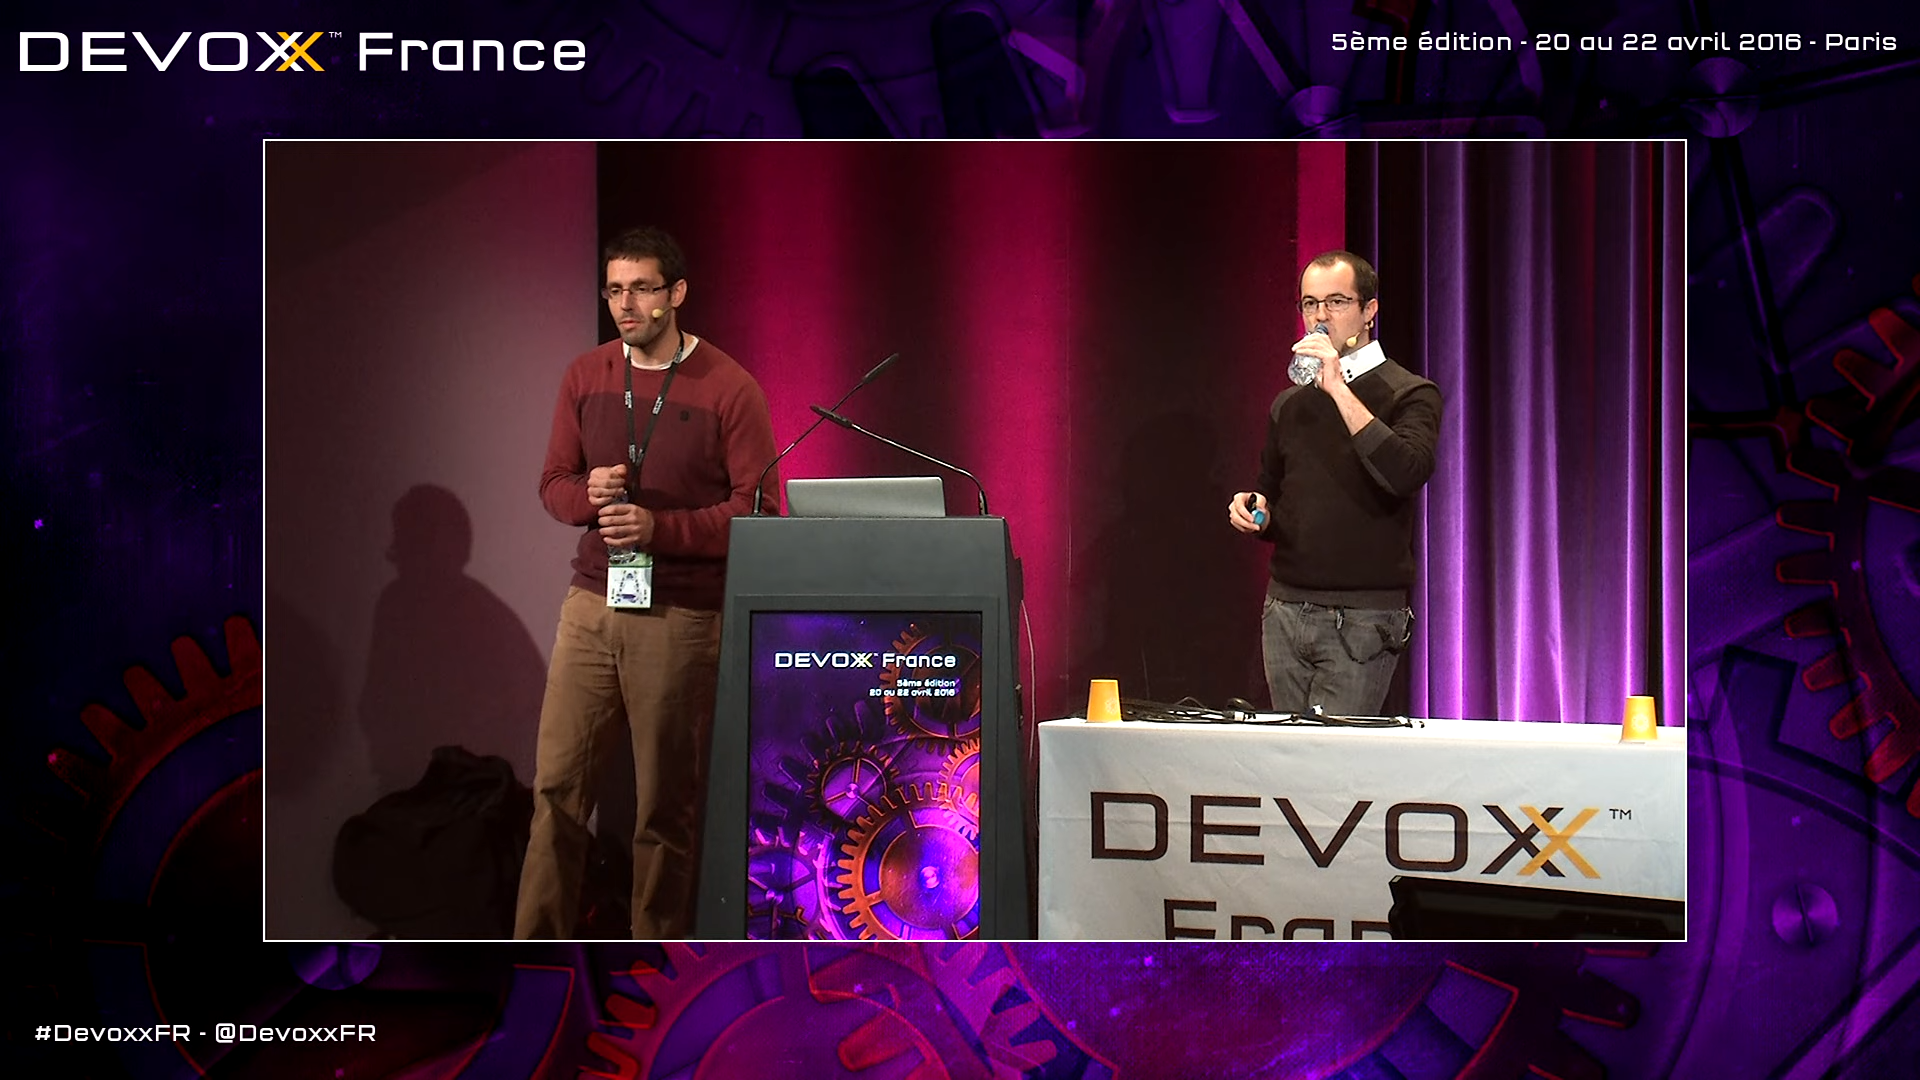 DEVOXX™ France
5ème édition - 20 au 22 avril 2016 - Paris
DEVOXX™ France
5ème édition
20 au 22 avril 2016
DEVOXX™
#DevoxxFR - @DevoxxFR